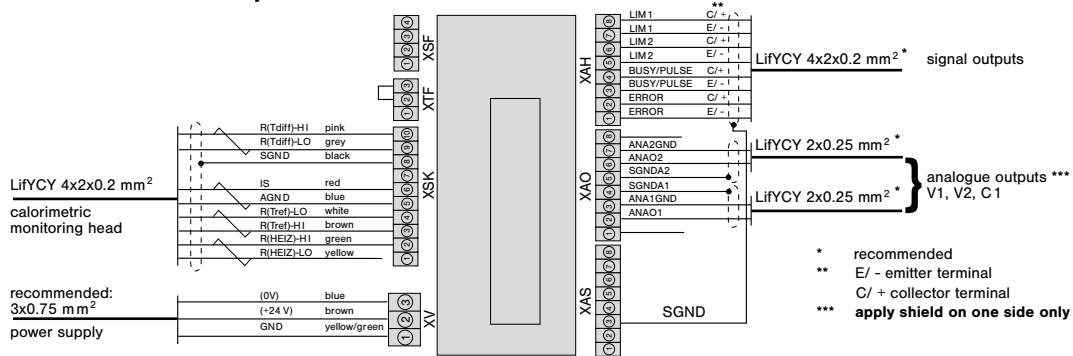 **
4
3
2
1
XSF
3
2
1
XTF
R(Tdiff)-HI pink
R(Tdiff)-LO grey
SGND black
IS red
AGND blue
R(Tref)-LO white
R(Tref)-HI brown
R(HEIZ)-HI green
R(HEIZ)-LO yellow
10
9
8
7
6
5
4
3
2
1
XSK
LifYCY 4x2x0.2 mm²
calorimetric
monitoring head
recommended:
3x0.75 mm²
power supply
(0V) blue
(+24 V) brown
GND yellow/green
3
2
1
XV
XAH
8
7
6
5
4
3
2
1
LIM1 C/ +
LIM1 E/ -
LIM2 C/ +
LIM2 E/ -
BUSY/PULSE C/+
BUSY/PULSE E/ -
ERROR C/ +
ERROR E/ -
LifYCY 4x2x0.2 mm² * signal outputs
XAO
8
7
6
5
4
3
2
1
ANA2GND
ANAO2
SGNDA2
SGNDA1
ANA1GND
ANAO1
LifYCY 2x0.25 mm² *
LifYCY 2x0.25 mm² *
analogue outputs ***
V1, V2, C1
XAS
8
7
6
5
4
3
2
1
SGND
* recommended
** E/ - emitter terminal
C/ + collector terminal
*** apply shield on one side only